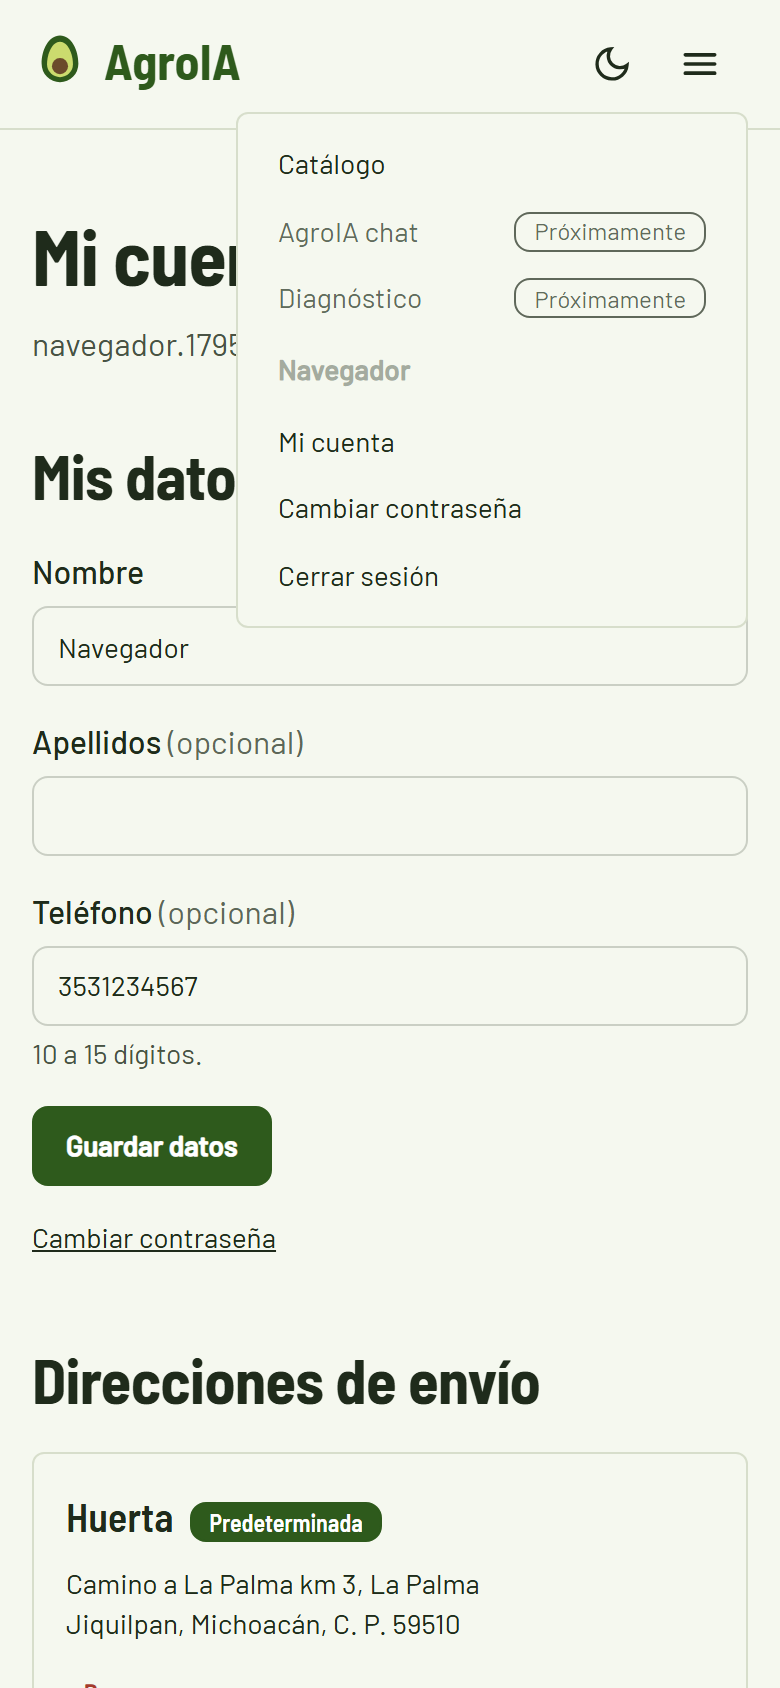 AgroIA
Catálogo
AgroIA chat Próximamente
Diagnóstico Próximamente
Navegador
Mi cuenta
Cambiar contraseña
Cerrar sesión
Mi
navegador.1795
Mis
Nombre
Navegador
Apellidos (opcional)
Teléfono (opcional)
3531234567
10 a 15 dígitos.
Guardar datos
Cambiar contraseña
Direcciones de envío
Huerta Predeterminada
Camino a La Palma km 3, La Palma
Jiquilpan, Michoacán, C. P. 59510